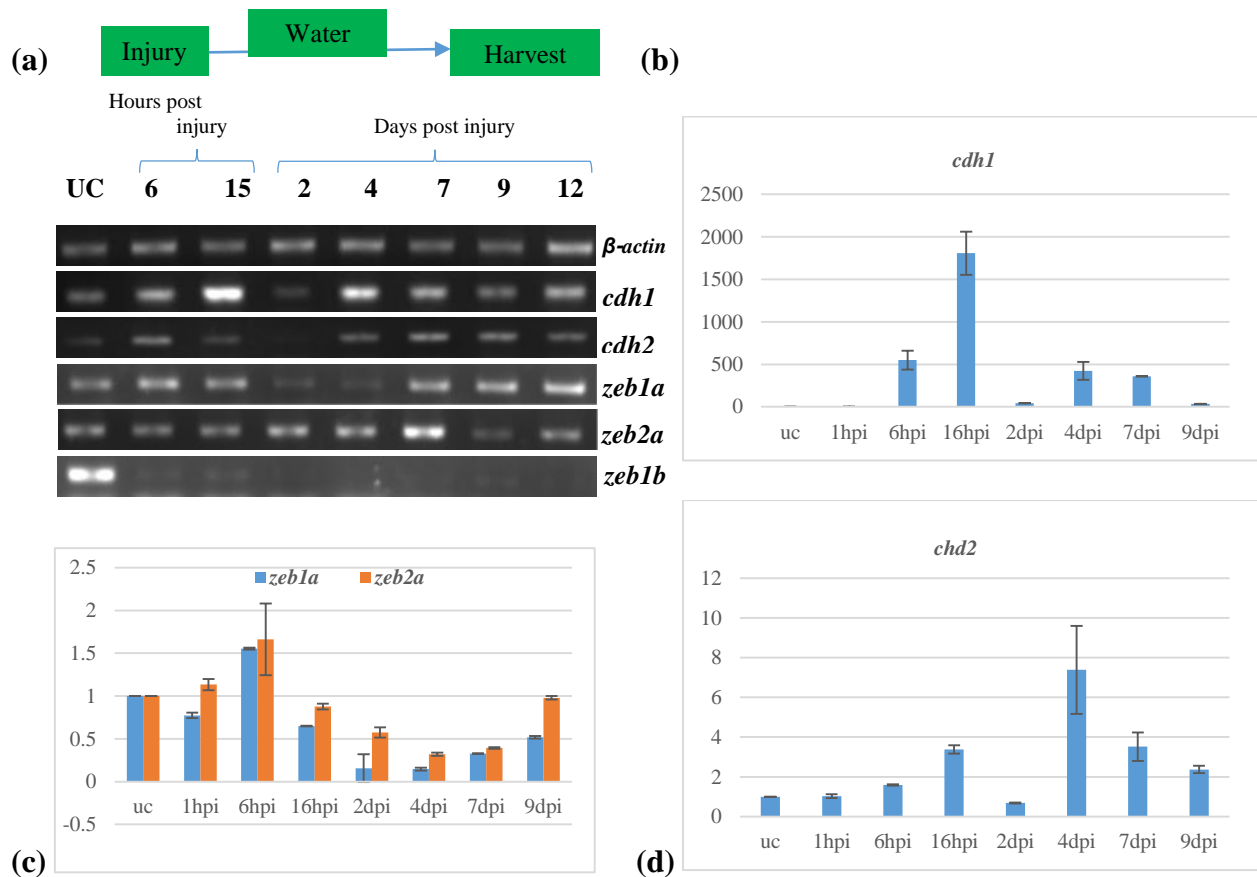 (a)
Injury
Water
Harvest
Hours post
injury
Days post injury
UC 6 15 2 4 7 9 12
β-actin
cdh1
cdh2
zeb1a
zeb2a
zeb1b
(b)
cdh1
2500
2000
1500
1000
500
0
uc 1hpi 6hpi 16hpi 2dpi 4dpi 7dpi 9dpi
(c)
zeb1a zeb2a
2.5
2
1.5
1
0.5
0
-0.5
uc 1hpi 6hpi 16hpi 2dpi 4dpi 7dpi 9dpi
(d)
chd2
12
10
8
6
4
2
0
uc 1hpi 6hpi 16hpi 2dpi 4dpi 7dpi 9dpi